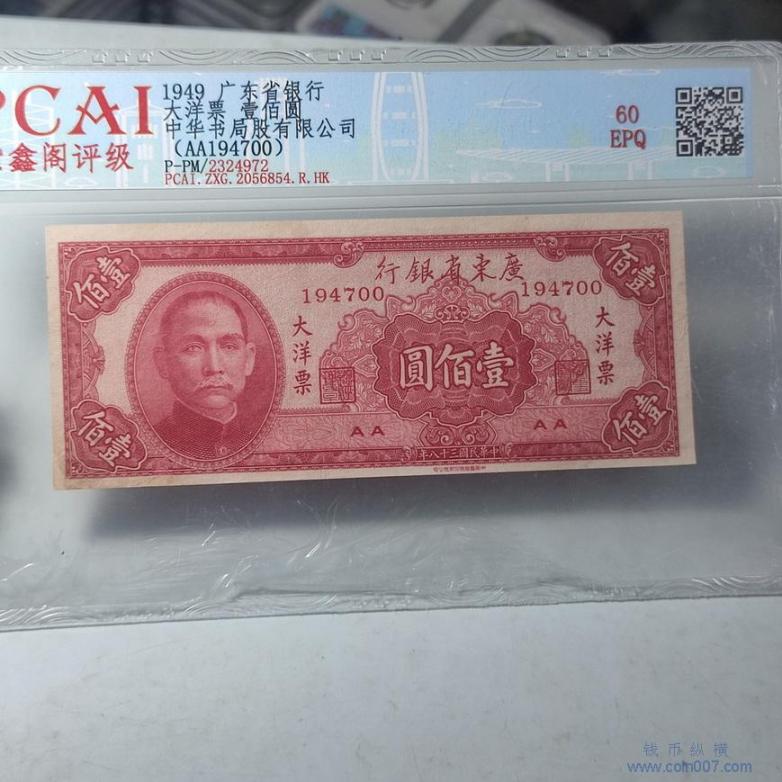 PCAI
鑫阁评级
1949 广东省银行
大洋票 壹佰圆
中华书局股有限公司
(AA194700)
P-PM/2324972
PCAI.ZXG.2056854.R.HK
60
EPQ
壹佰
壹佰
廣東省銀行
194700
194700
大洋票
大洋票
壹佰圓
AA
AA
壹佰
壹佰
中華民國三十八年
钱币纵横
www.coin007.com